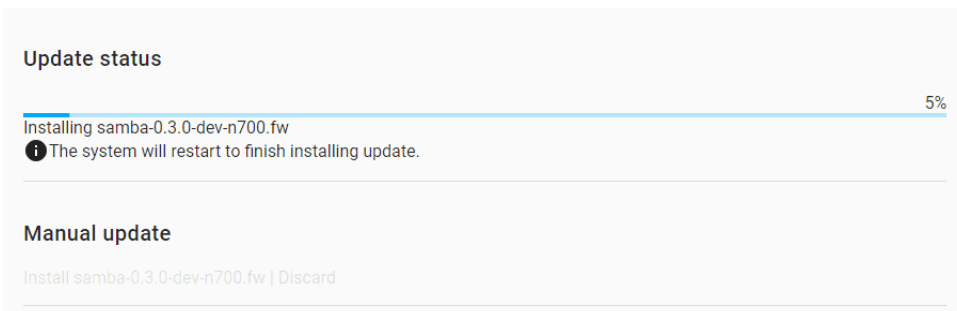 Update status
5%
Installing samba-0.3.0-dev-n700.fw
The system will restart to finish installing update.
Manual update
Install samba-0.3.0-dev-n700.fw | Discard